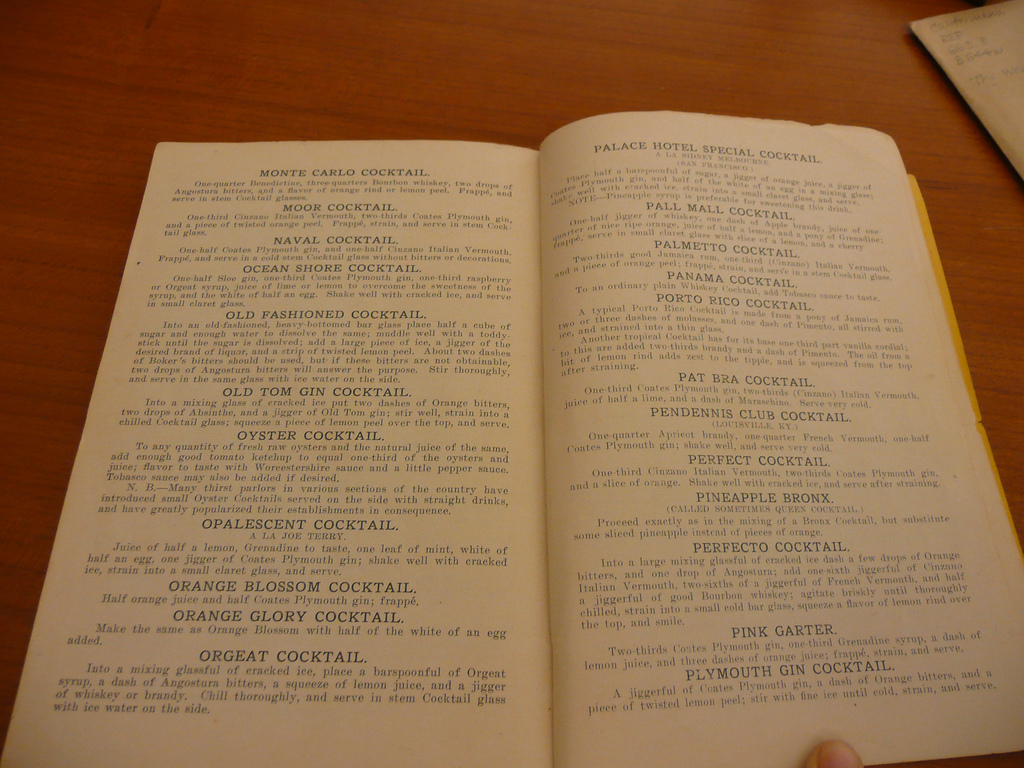 MONTE CARLO COCKTAIL.
One-quarter Benedictine, three-quarters Bourbon whiskey, two drops of
Angostura bitters, and a flavor of orange rind or lemon peel. Frappé, and
serve in stem Cocktail glasses.
MOOR COCKTAIL.
One-third Cinzano Italian Vermouth, two-thirds Coates Plymouth gin,
and a piece of twisted orange peel. Frappé, strain, and serve in stem Cock-
tail glass.
NAVAL COCKTAIL.
One-half Coates Plymouth gin, and one-half Cinzano Italian Vermouth.
Frappé, and serve in a cold stem Cocktail glass without bitters or decorations.
OCEAN SHORE COCKTAIL.
One-half Sloe gin, one-third Coates Plymouth gin, one-third raspberry
or Orgeat syrup, juice of lime or lemon to overcome the sweetness of the
syrup, and the white of half an egg. Shake well with cracked ice, and serve
in small claret glass.
OLD FASHIONED COCKTAIL.
Into an old-fashioned, heavy-bottomed bar glass place half a cube of
sugar and enough water to dissolve the same; muddle well with a toddy-
stick until the sugar is dissolved; add a large piece of ice, a jigger of the
desired brand of liquor, and a strip of twisted lemon peel. About two dashes
of Boker's bitters should be used, but if these bitters are not obtainable,
two drops of Angostura bitters will answer the purpose. Stir thoroughly,
and serve in the same glass with ice water on the side.
OLD TOM GIN COCKTAIL.
Into a mixing glass of cracked ice put two dashes of Orange bitters,
two drops of Absinthe, and a jigger of Old Tom gin; stir well, strain into a
chilled Cocktail glass; squeeze a piece of lemon peel over the top, and serve.
OYSTER COCKTAIL.
To any quantity of fresh raw oysters and the natural juice of the same,
add enough good tomato ketchup to equal one-third of the oysters and
juice; flavor to taste with Worcestershire sauce and a little pepper sauce.
Tobasco sauce may also be added if desired.
N. B.—Many thirst parlors in various sections of the country have
introduced small Oyster Cocktails served on the side with straight drinks,
and have greatly popularized their establishments in consequence.
OPALESCENT COCKTAIL.
A LA JOE TERRY.
Juice of half a lemon, Grenadine to taste, one leaf of mint, white of
half an egg, one jigger of Coates Plymouth gin; shake well with cracked
ice, strain into a small claret glass, and serve.
ORANGE BLOSSOM COCKTAIL.
Half orange juice and half Coates Plymouth gin; frappé.
ORANGE GLORY COCKTAIL.
Make the same as Orange Blossom with half of the white of an egg
added.
ORGEAT COCKTAIL.
Into a mixing glassful of cracked ice, place a barspoonful of Orgeat
syrup, a dash of Angostura bitters, a squeeze of lemon juice, and a jigger
of whiskey or brandy. Chill thoroughly, and serve in stem Cocktail glass
with ice water on the side.
PALACE HOTEL SPECIAL COCKTAIL.
A LA SIDNEY MELBOURNE
(SAN FRANCISCO)
Place half a barspoonful of sugar, a jigger of orange juice, a jigger of
Coates Plymouth gin, and half of the white of an egg in a mixing glass;
shake well with cracked ice, strain into a small claret glass, and serve.
NOTE—Pineapple syrup is preferable for sweetening this drink.
PALL MALL COCKTAIL.
One-half jigger of whiskey, one dash of Apple brandy, juice of one-
quarter of nice ripe orange, juice of half a lemon, and a pony of Grenadine;
frappé, serve in small claret glass with slice of lemon, and a cherry
PALMETTO COCKTAIL.
Two-thirds good Jamaica rum, one-third (Cinzano) Italian Vermouth,
and a piece of orange peel; frappé, strain, and serve in a stem Cocktail glass.
PANAMA COCKTAIL.
To an ordinary plain Whiskey Cocktail, add Tobasco sauce to taste.
PORTO RICO COCKTAIL.
A typical Porto Rico Cocktail is made from a pony of Jamaica rum,
two or three dashes of molasses, and one dash of Pimento, all stirred with
ice, and strained into a thin glass.
Another tropical Cocktail has for its base one-third part vanilla cordial;
to this are added two-thirds brandy and a dash of Pimento. The oil from a
bit of lemon rind adds zest to the tipple, and is squeezed from the top
after straining.
PAT BRA COCKTAIL.
One-third Coates Plymouth gin, two-thirds (Cinzano) Italian Vermouth,
juice of half a lime, and a dash of Maraschino. Serve very cold.
PENDENNIS CLUB COCKTAIL.
(LOUISVILLE, KY.)
One-quarter Apricot brandy, one-quarter French Vermouth, one-half
Coates Plymouth gin; shake well, and serve very cold.
PERFECT COCKTAIL.
One-third Cinzano Italian Vermouth, two-thirds Coates Plymouth gin,
and a slice of orange. Shake well with cracked ice, and serve after straining.
PINEAPPLE BRONX.
(CALLED SOMETIMES QUEEN COCKTAIL.)
Proceed exactly as in the mixing of a Bronx Cocktail, but substitute
some sliced pineapple instead of pieces of orange.
PERFECTO COCKTAIL.
Into a large mixing glassful of cracked ice dash a few drops of Orange
bitters, and one drop of Angostura; add one-sixth jiggerful of Cinzano
Italian Vermouth, two-sixths of a jiggerful of French Vermouth, and half
a jiggerful of good Bourbon whiskey; agitate briskly until thoroughly
chilled, strain into a small cold bar glass, squeeze a flavor of lemon rind over
the top, and smile.
PINK GARTER.
Two-thirds Coates Plymouth gin, one-third Grenadine syrup, a dash of
lemon juice, and three dashes of orange juice; frappé, strain, and serve.
PLYMOUTH GIN COCKTAIL.
A jiggerful of Coates Plymouth gin, a dash of Orange bitters, and a
piece of twisted lemon peel; stir with fine ice until cold, strain, and serve.